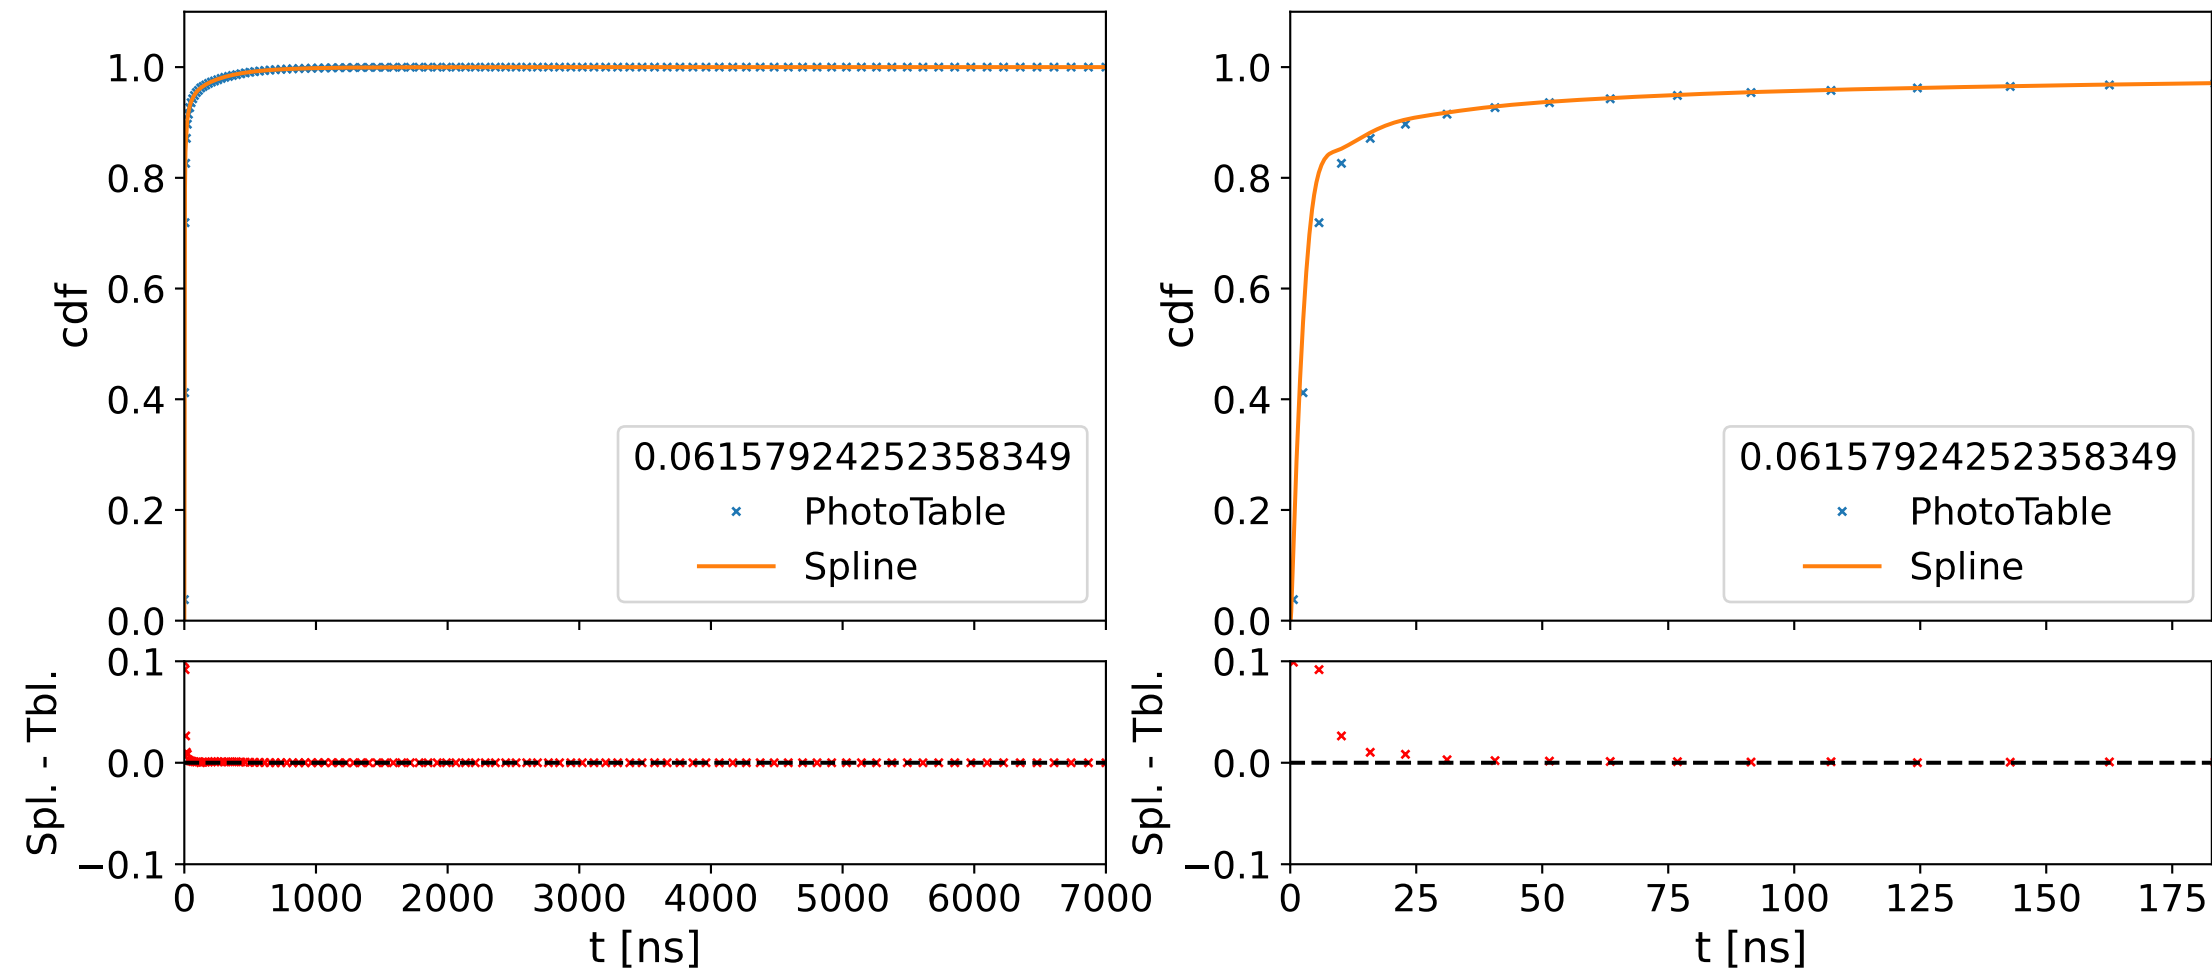 cdf
1.0
0.8
0.6
0.4
0.2
0.0
0.06157924252358349
PhotoTable
Spline
Spl. - Tbl.
0.1
0.0
−0.1
0 1000 2000 3000 4000 5000 6000 7000
t [ns]
cdf
1.0
0.8
0.6
0.4
0.2
0.0
0.06157924252358349
PhotoTable
Spline
Spl. - Tbl.
0.1
0.0
−0.1
0 25 50 75 100 125 150 175
t [ns]